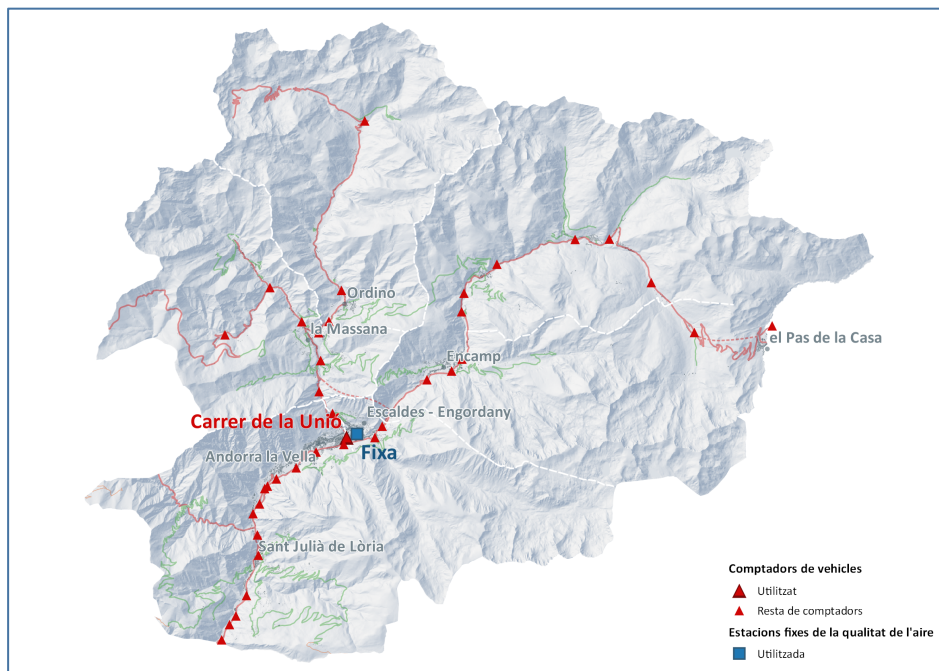 Ordino
la Massana
el Pas de la Casa
Encamp
Escaldes - Engordany
Carrer de la Unió
Fixa
Andorra la Vella
Sant Julià de Lòria
Comptadors de vehicles
Utilitzat
Resta de comptadors
Estacions fixes de la qualitat de l'aire
Utilitzada